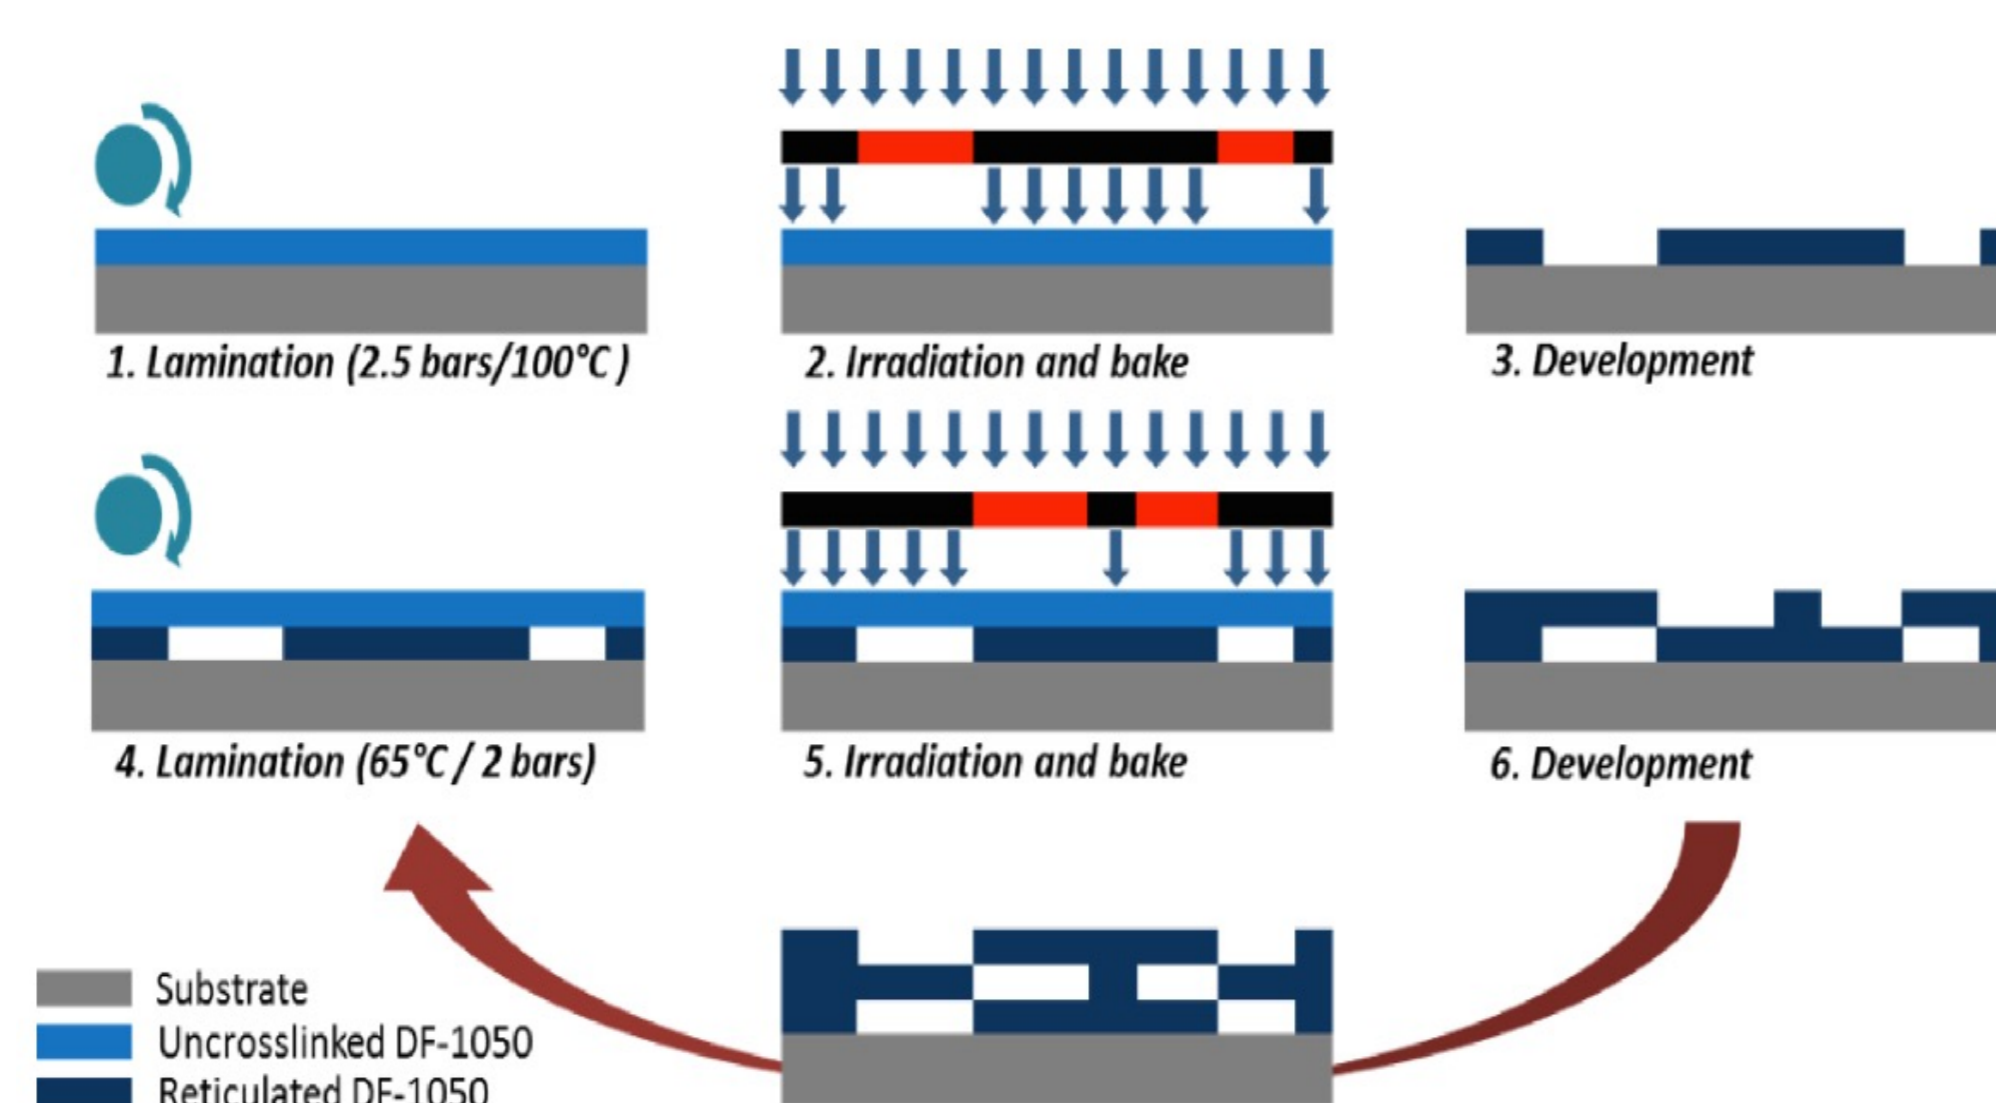 1. Lamination (2.5 bars/100°C )
2. Irradiation and bake
3. Development
4. Lamination (65°C / 2 bars)
5. Irradiation and bake
6. Development
Substrate
Uncrosslinked DF-1050
Reticulated DF-1050